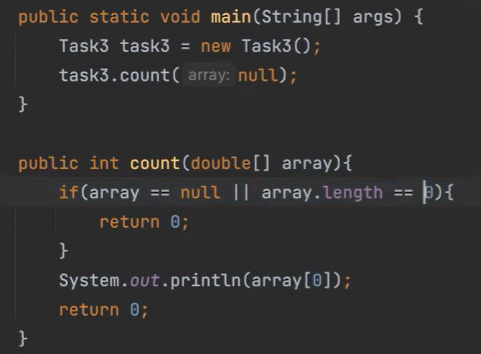 public static void main(String[] args) {
    Task3 task3 = new Task3();
    task3.count( array: null);
}

public int count(double[] array){
    if(array == null || array.length == 0){
        return 0;
    }
    System.out.println(array[0]);
    return 0;
}